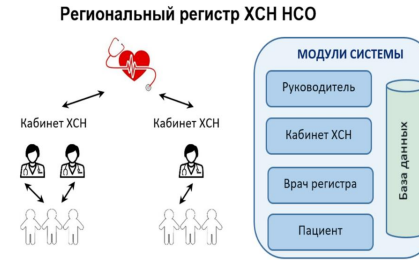 Региональный регистр ХСН НСО
Кабинет ХСН
Кабинет ХСН
МОДУЛИ СИСТЕМЫ
Руководитель
Кабинет ХСН
Врач регистра
Пациент
База данных